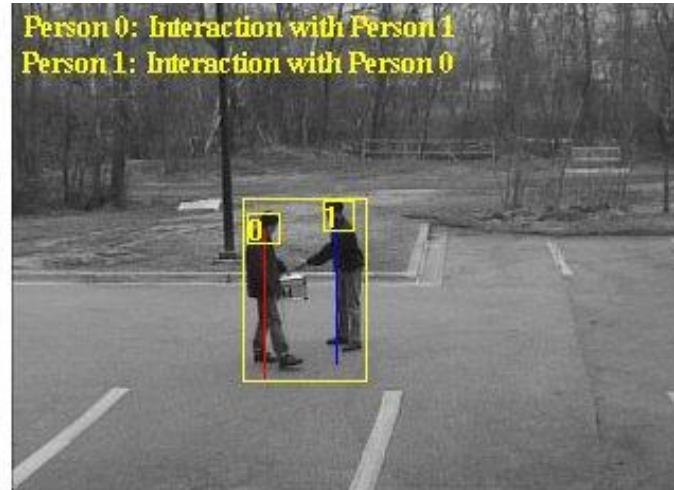 Person 0: Interaction with Person 1
Person 1: Interaction with Person 0
0
1